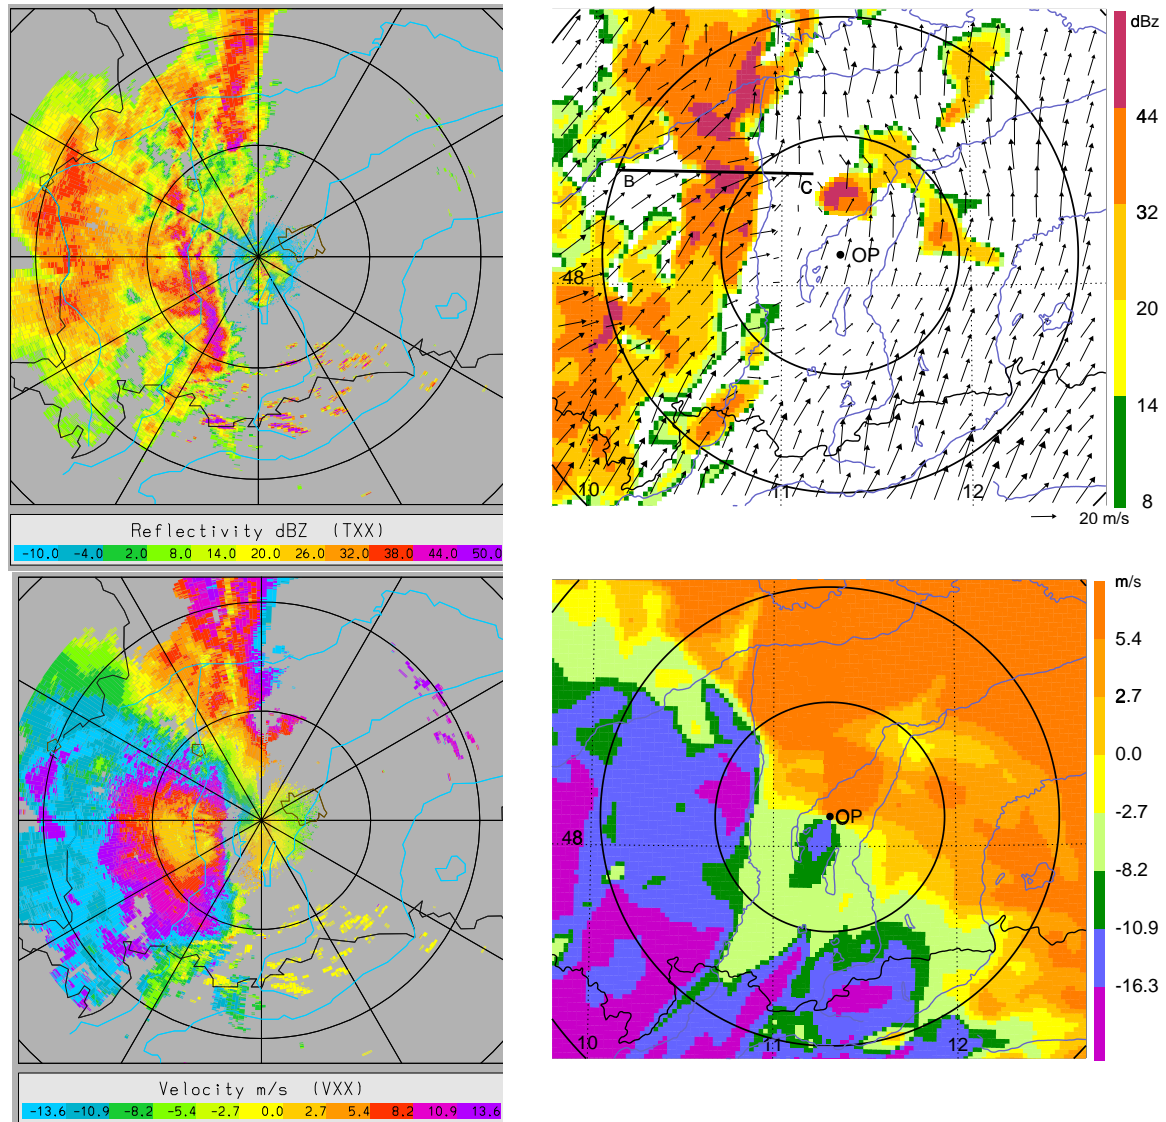 dBz
44
32
20
14
8
B
C
OP
48
10
11
12
20 m/s
Reflectivity dBZ (TXX)
-10.0 -4.0 2.0 8.0 14.0 20.0 26.0 32.0 38.0 44.0 50.0
m/s
5.4
2.7
0.0
-2.7
-8.2
-10.9
-16.3
OP
48
10
11
12
Velocity m/s (VXX)
-13.6 -10.9 -8.2 -5.4 -2.7 0.0 2.7 5.4 8.2 10.9 13.6